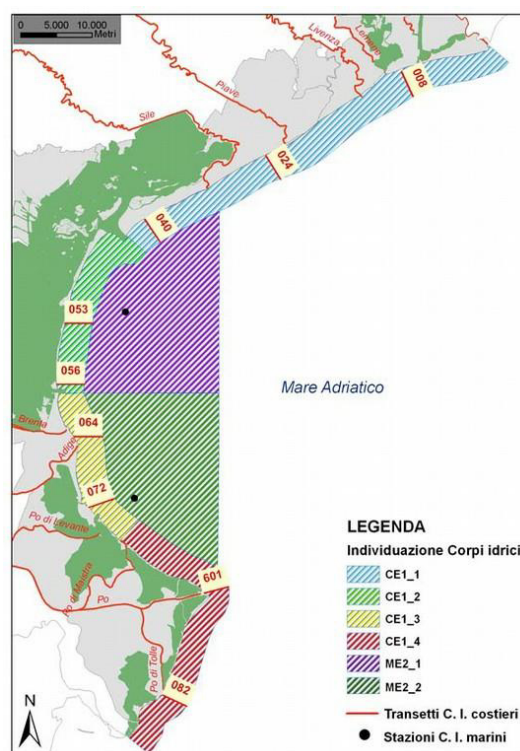 0 5.000 10.000
Metri
Livenza
Lemene
008
Piave
Sile
024
040
053
056
Mare Adriatico
Brenta
064
Adige
072
Po di Levante
Po di Maistra
601
Po
Po di Tolle
082
N
LEGENDA
Individuazione Corpi idrici
CE1_1
CE1_2
CE1_3
CE1_4
ME2_1
ME2_2
Transetti C. I. costieri
Stazioni C. I. marini